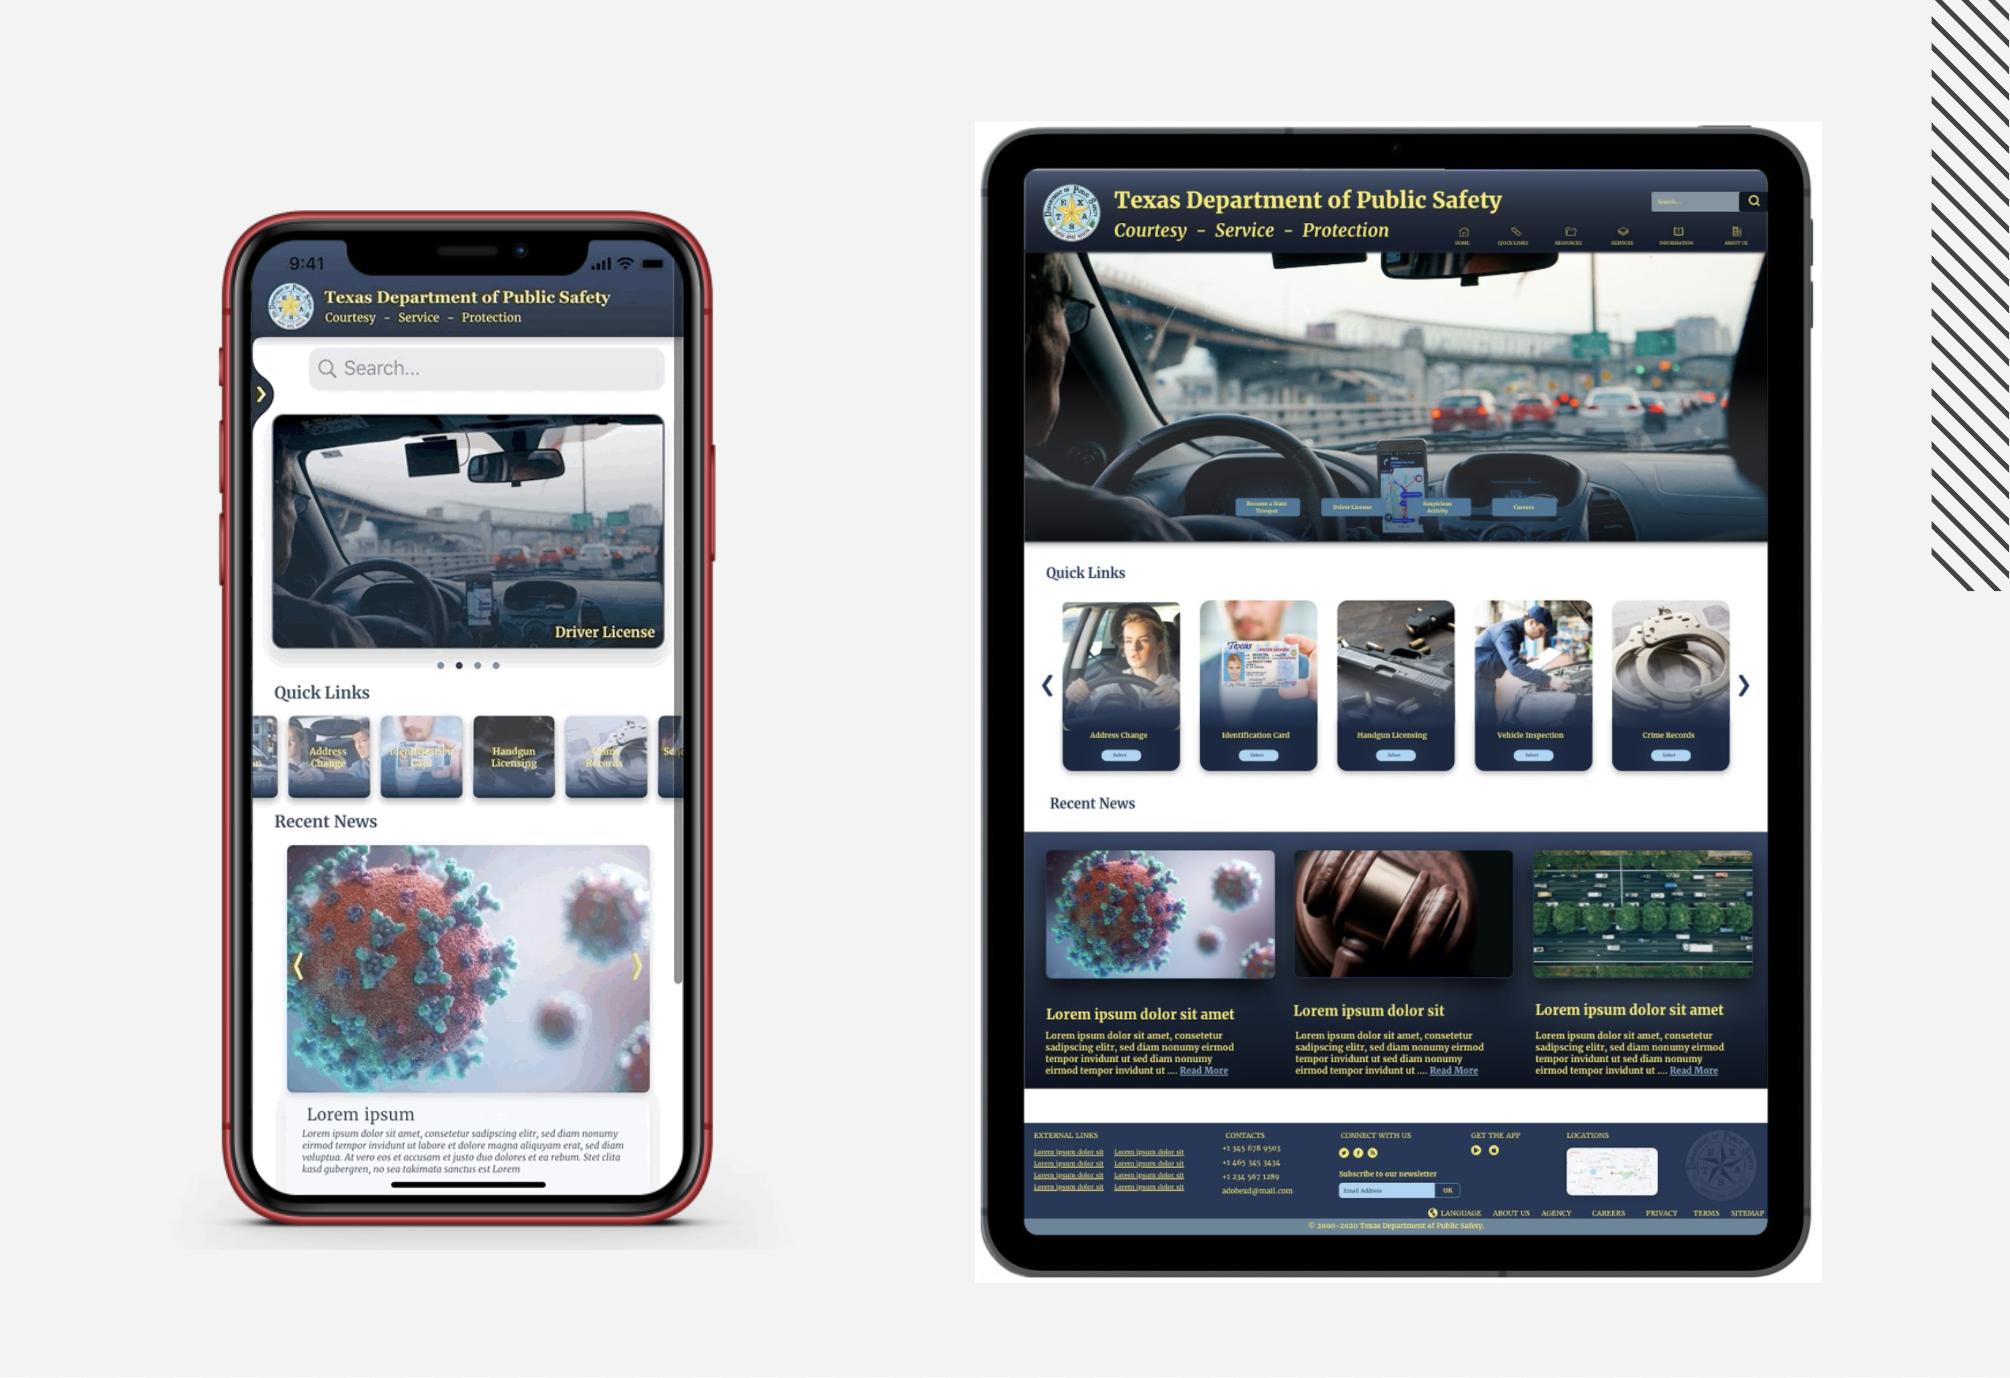 9:41
Texas Department of Public Safety
Courtesy - Service - Protection
Search...
Driver License
Quick Links
Address
Change
Identification
Card
Handgun
Licensing
Crime
Records
Recent News
Lorem ipsum
Lorem ipsum dolor sit amet, consetetur sadipscing elitr, sed diam nonumy
eirmod tempor invidunt ut labore et dolore magna aliquyam erat, sed diam
voluptua. At vero eos et accusam et justo duo dolores et ea rebum. Stet clita
kasd gubergren, no sea takimata sanctus est Lorem
Texas Department of Public Safety
Courtesy - Service - Protection
Search...
HOME QUICK LINKS RESOURCES SERVICES INFORMATION ABOUT US
Become a State
Trooper
Driver License
Suspicious
Activity
Careers
Quick Links
Texas
Address Change
Select
Identification Card
Select
Handgun Licensing
Select
Vehicle Inspection
Select
Crime Records
Select
Recent News
Lorem ipsum dolor sit amet
Lorem ipsum dolor sit amet, consetetur
sadipscing elitr, sed diam nonumy eirmod
tempor invidunt ut sed diam nonumy
eirmod tempor invidunt ut .... Read More
Lorem ipsum dolor sit
Lorem ipsum dolor sit amet, consetetur
sadipscing elitr, sed diam nonumy eirmod
tempor invidunt ut sed diam nonumy
eirmod tempor invidunt ut .... Read More
Lorem ipsum dolor sit amet
Lorem ipsum dolor sit amet, consetetur
sadipscing elitr, sed diam nonumy eirmod
tempor invidunt ut sed diam nonumy
eirmod tempor invidunt ut .... Read More
EXTERNAL LINKS
Lorem ipsum dolor sit Lorem ipsum dolor sit
Lorem ipsum dolor sit Lorem ipsum dolor sit
Lorem ipsum dolor sit Lorem ipsum dolor sit
Lorem ipsum dolor sit Lorem ipsum dolor sit
CONTACTS
+1 345 678 9503
+1 465 345 3434
+1 234 567 1289
adobexd@mail.com
CONNECT WITH US
Subscribe to our newsletter
Email Address OK
GET THE APP
LOCATIONS
LANGUAGE ABOUT US AGENCY CAREERS PRIVACY TERMS SITEMAP
© 2000-2020 Texas Department of Public Safety.